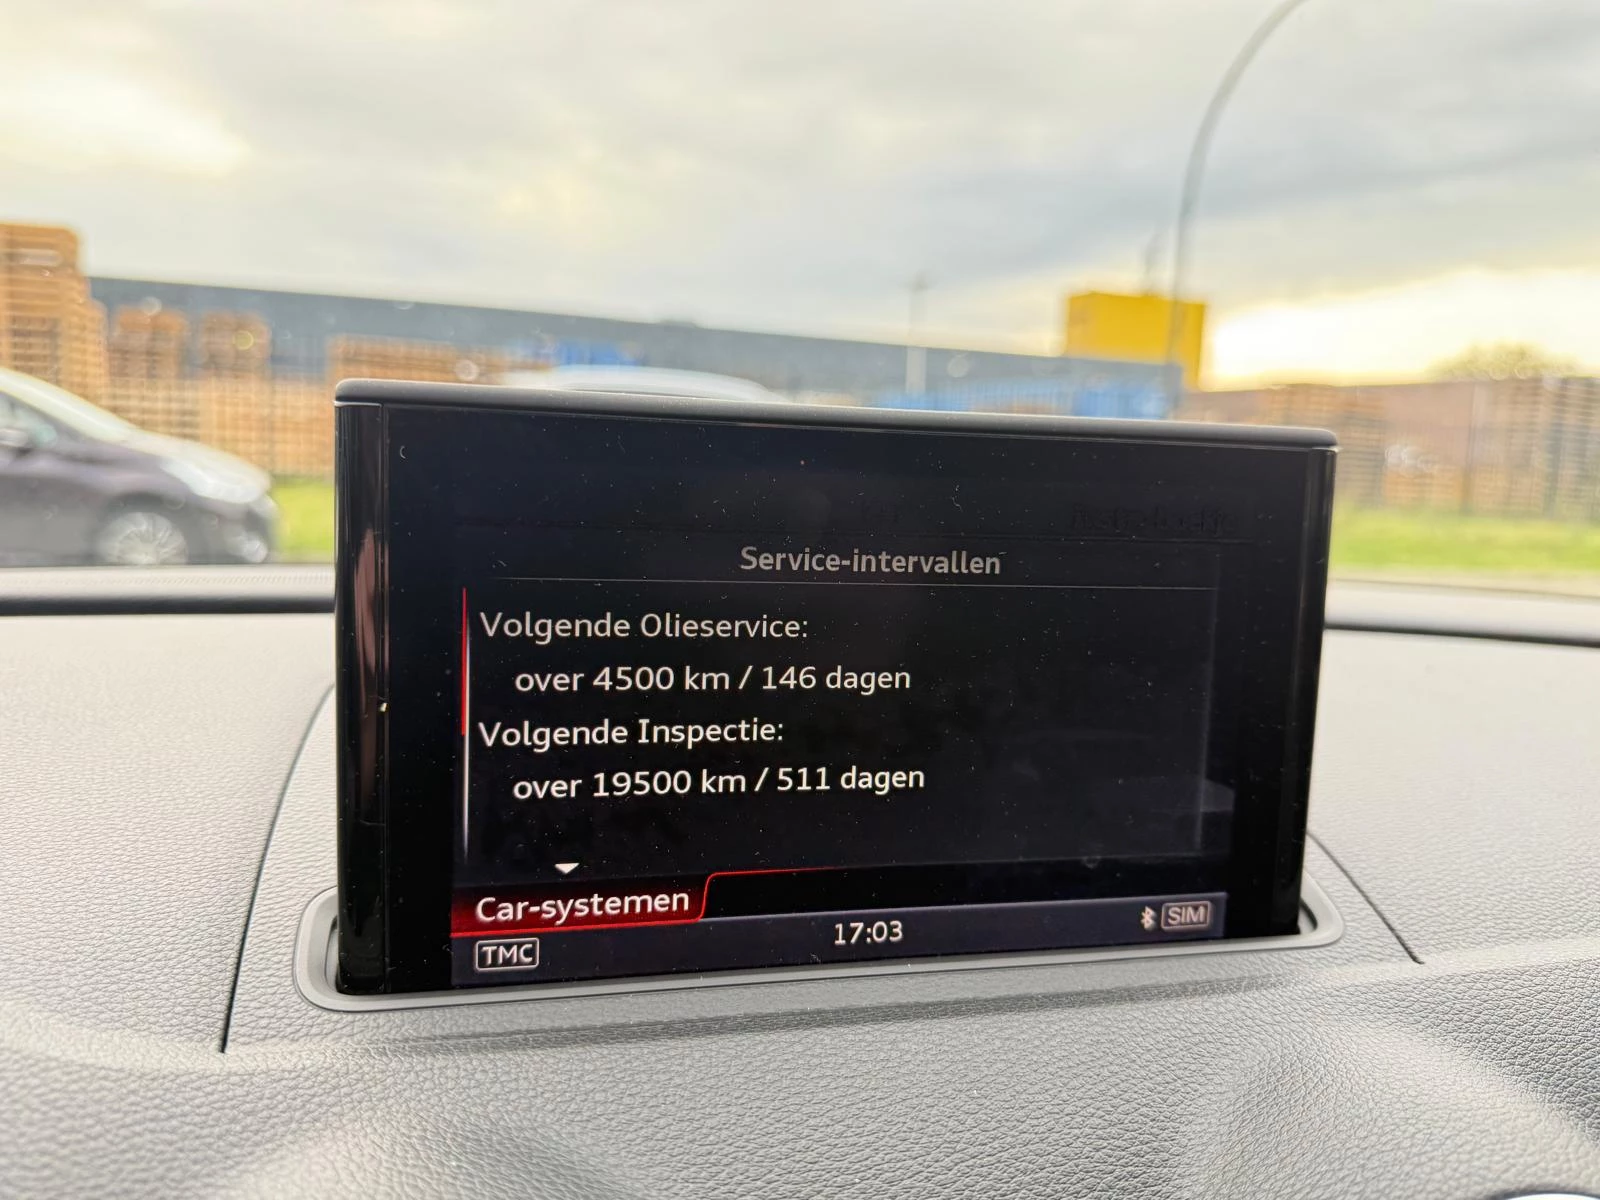 Service-intervallen
Volgende Olieservice:
over 4500 km / 146 dagen
Volgende Inspectie:
over 19500 km / 511 dagen
Car-systemen
TMC
17:03
SIM